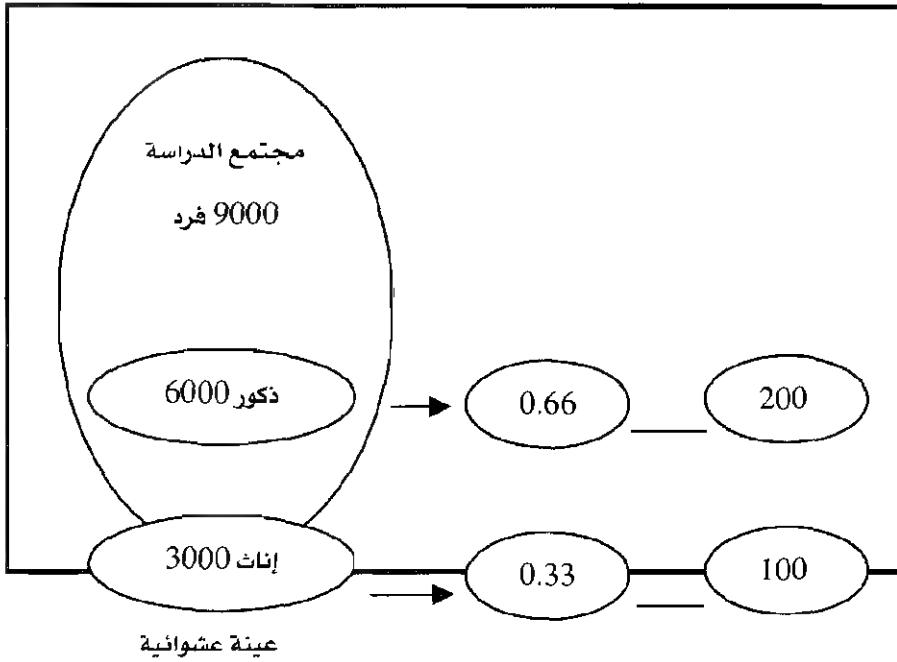 مجتمع الدراسة
9000 فرد
ذكور 6000
0.66
200
إناث 3000
0.33
100
عينة عشوائية